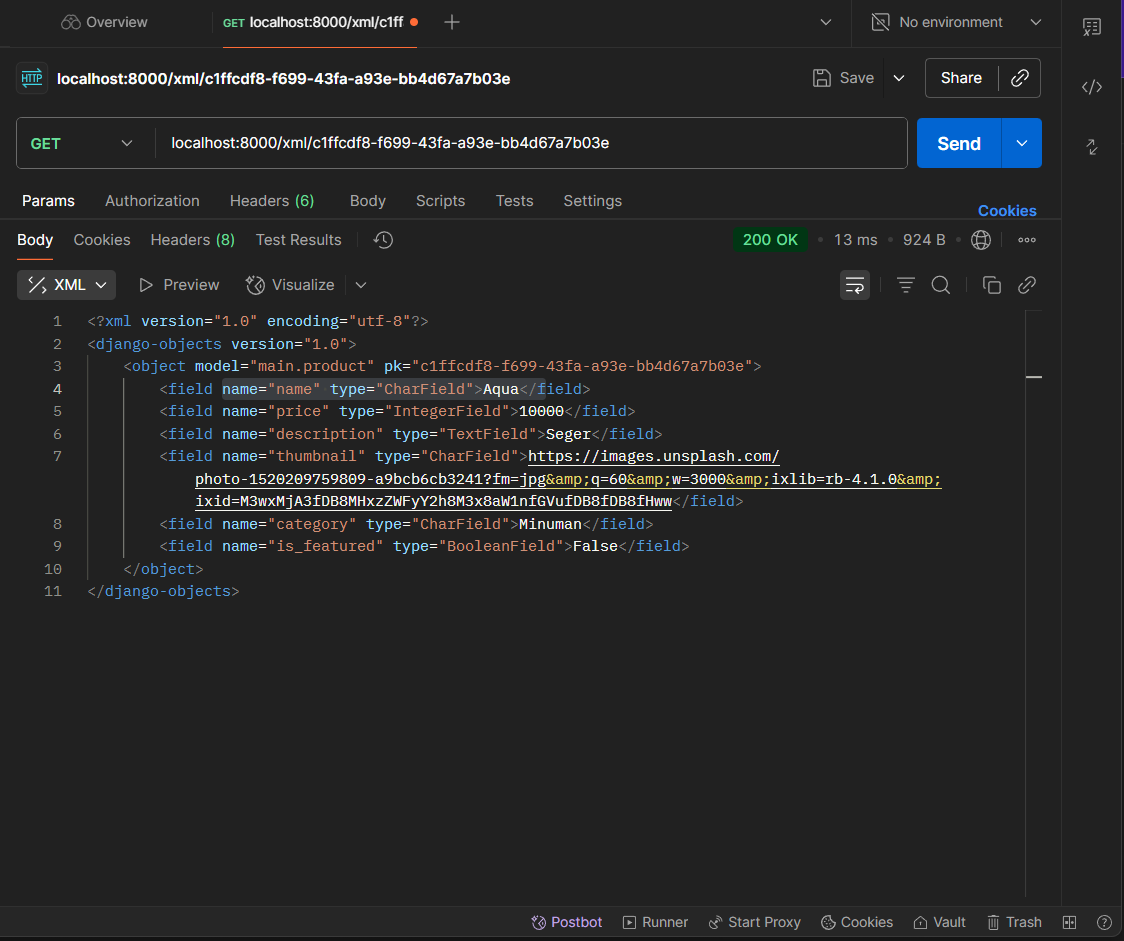 Overview
GET localhost:8000/xml/c1ff
No environment
HTTP localhost:8000/xml/c1ffcdf8-f699-43fa-a93e-bb4d67a7b03e
Save
Share
GET localhost:8000/xml/c1ffcdf8-f699-43fa-a93e-bb4d67a7b03e
Send
Params Authorization Headers (6) Body Scripts Tests Settings
Cookies
Body Cookies Headers (8) Test Results
200 OK • 13 ms • 924 B •
XML Preview Visualize
1 <?xml version="1.0" encoding="utf-8"?>
2 <django-objects version="1.0">
3 <object model="main.product" pk="c1ffcdf8-f699-43fa-a93e-bb4d67a7b03e">
4 <field name="name" type="CharField">Aqua</field>
5 <field name="price" type="IntegerField">10000</field>
6 <field name="description" type="TextField">Seger</field>
7 <field name="thumbnail" type="CharField">https://images.unsplash.com/
photo-1520209759809-a9bcb6cb3241?fm=jpg&amp;q=60&amp;w=3000&amp;ixlib=rb-4.1.0&amp;
ixid=M3wxMjA3fDB8MHxzZWFyY2h8M3x8aW1nfGVufDB8fDB8fHww</field>
8 <field name="category" type="CharField">Minuman</field>
9 <field name="is_featured" type="BooleanField">False</field>
10 </object>
11 </django-objects>
Postbot Runner Start Proxy Cookies Vault Trash